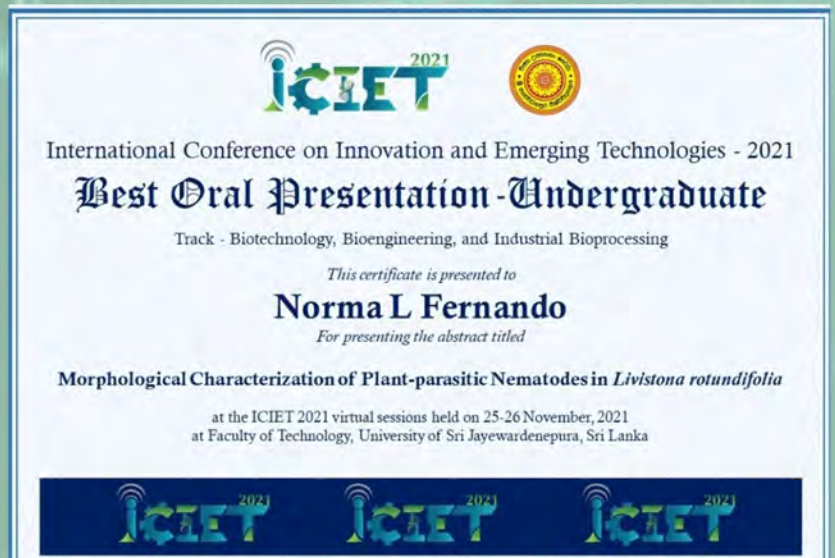 iCIET 2021
International Conference on Innovation and Emerging Technologies - 2021
Best Oral Presentation - Undergraduate
Track - Biotechnology, Bioengineering, and Industrial Bioprocessing
This certificate is presented to
Norma L Fernando
For presenting the abstract titled
Morphological Characterization of Plant-parasitic Nematodes in Livistona rotundifolia
at the ICIET 2021 virtual sessions held on 25-26 November, 2021
at Faculty of Technology, University of Sri Jayewardenepura, Sri Lanka
iCIET 2021 iCIET 2021 iCIET 2021